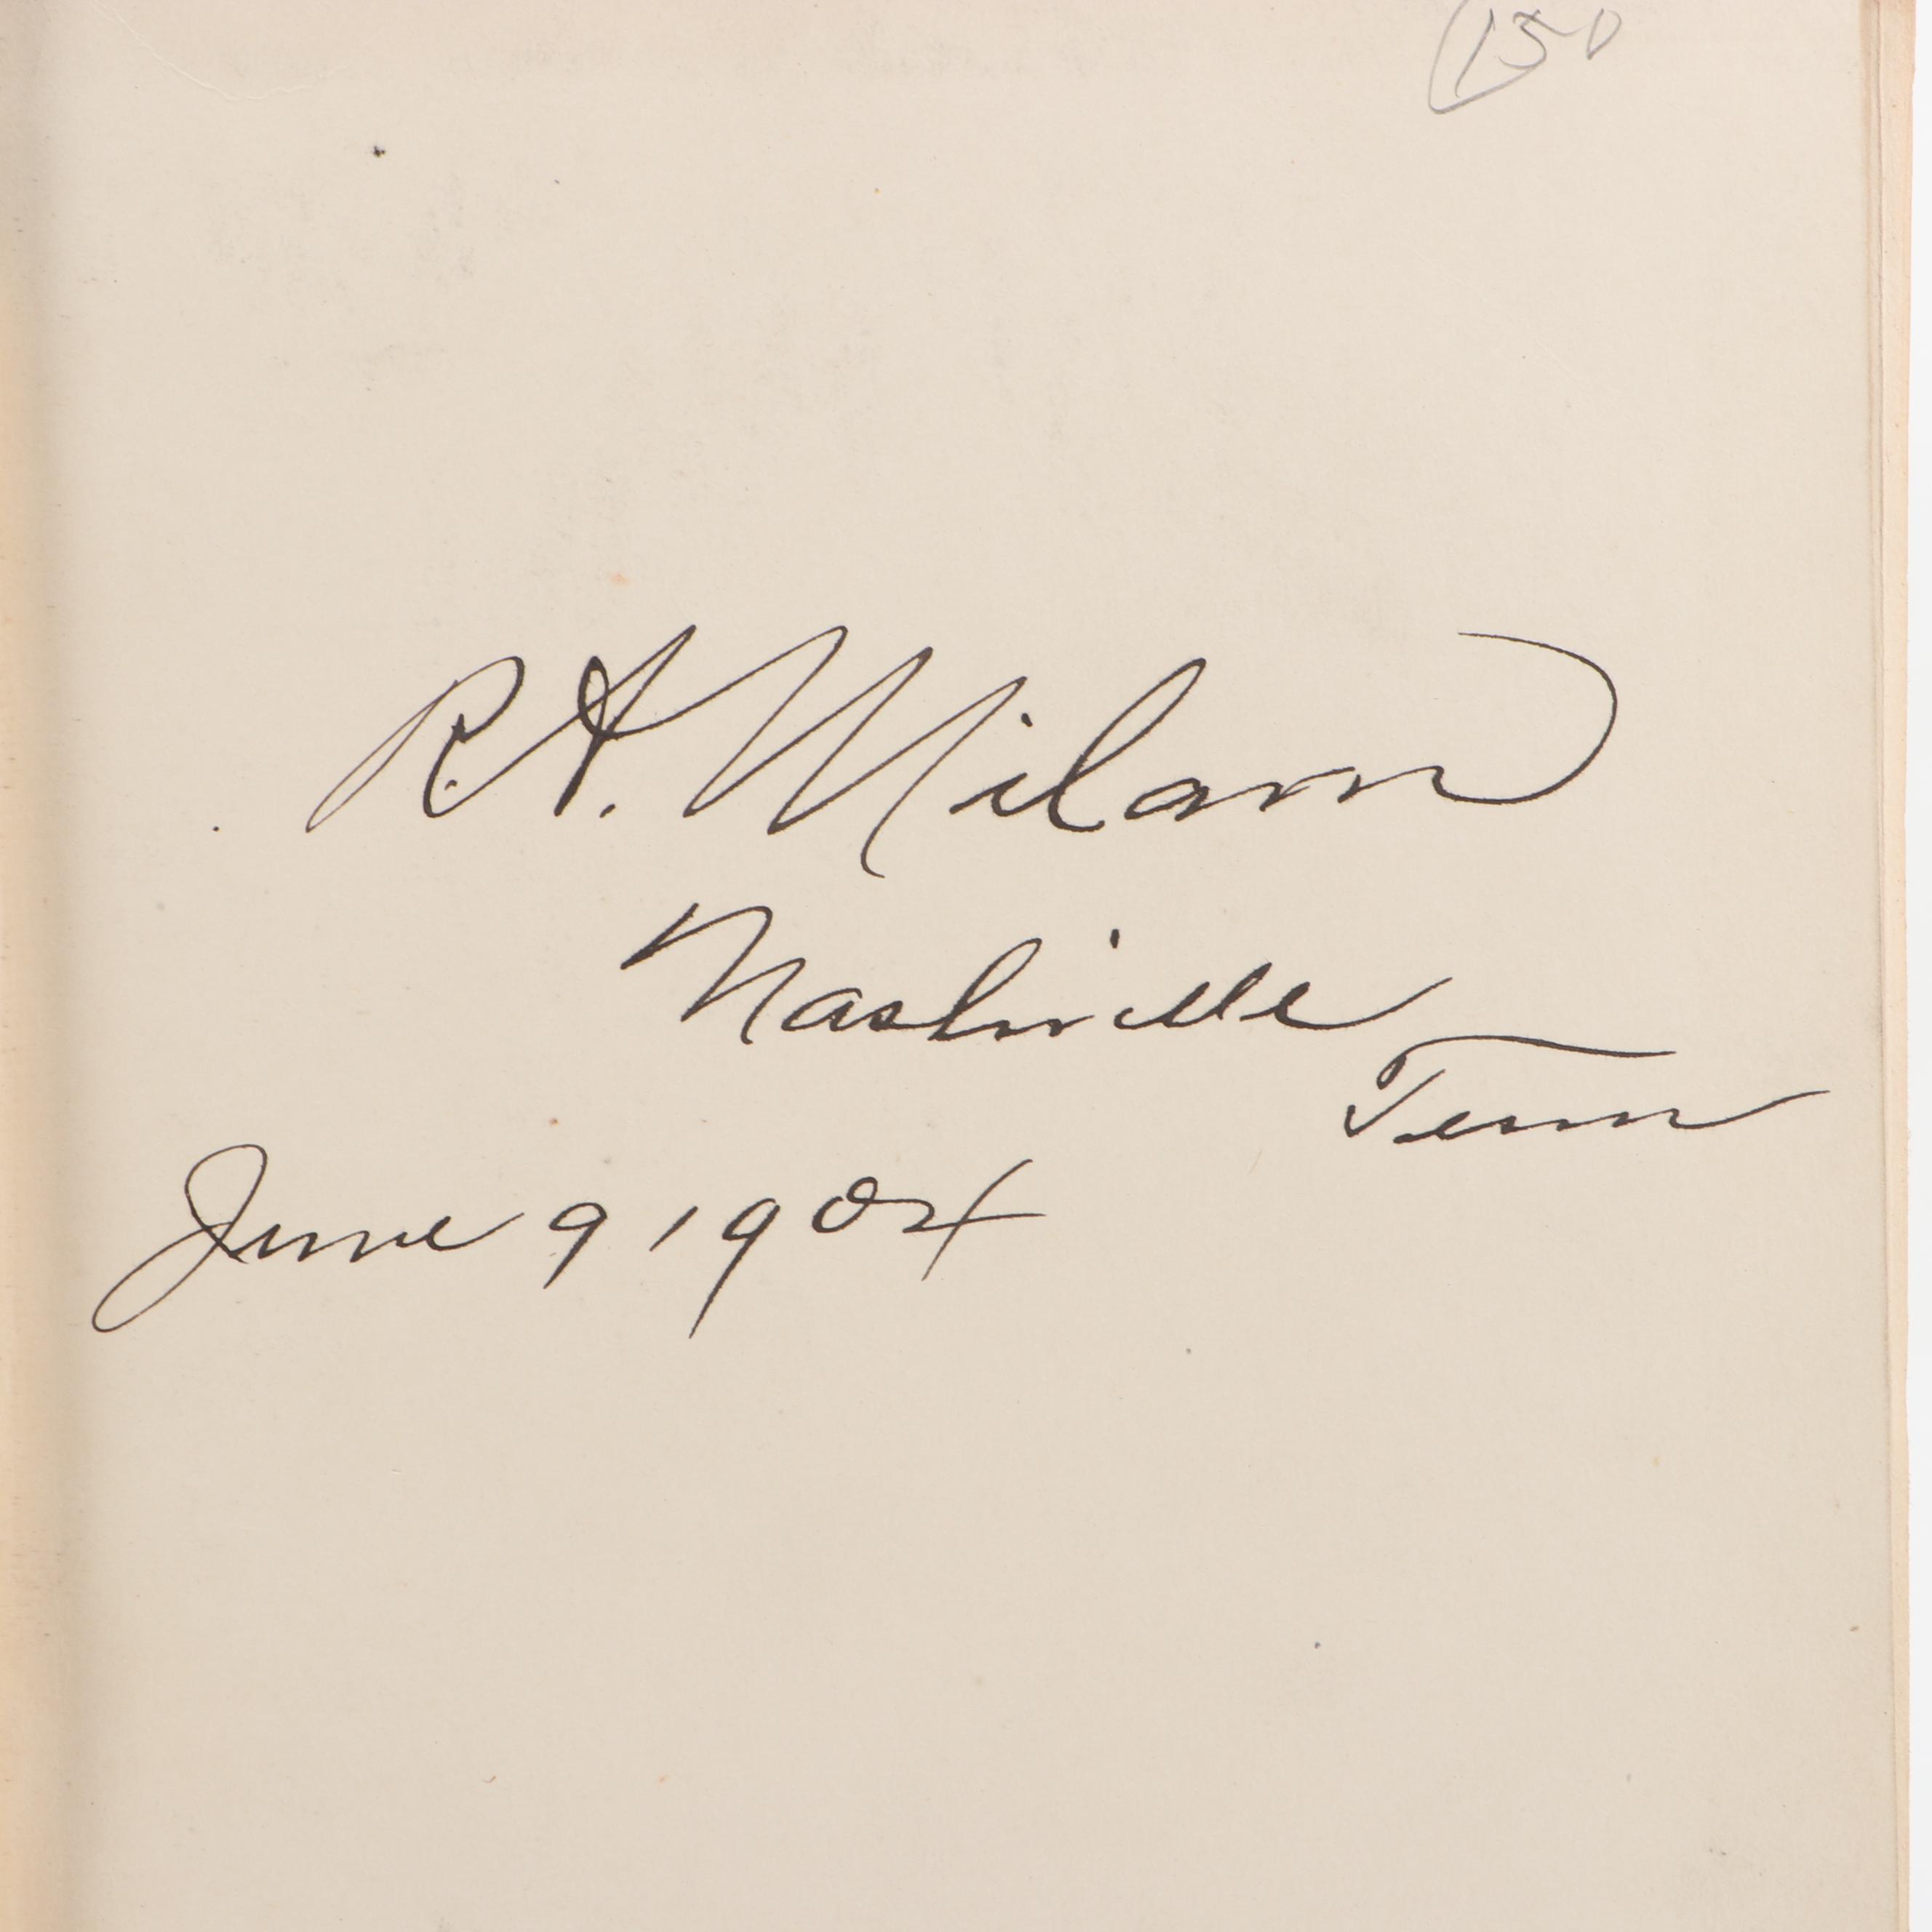 150
R.A. Milam
Nashville
Tenn
June 9 1904